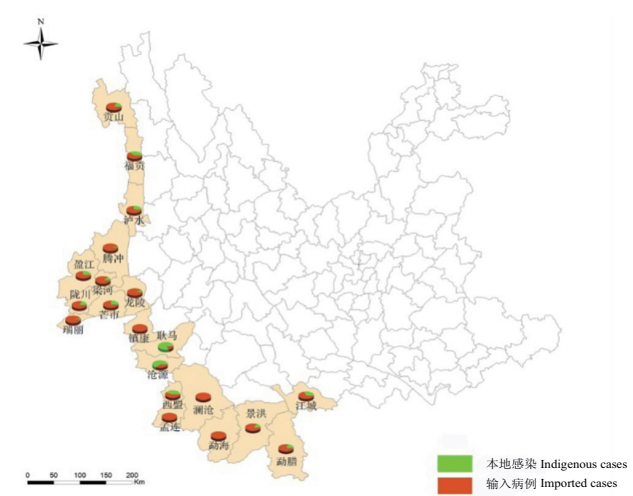 N
贡山
福贡
泸水
腾冲
盈江
梁河
陇川
龙陵
芒市
瑞丽
镇康
耿马
沧源
西盟
澜沧
江城
孟连
景洪
勐海
勐腊
0 50 100 150 200
Km
本地感染 Indigenous cases
输入病例 Imported cases